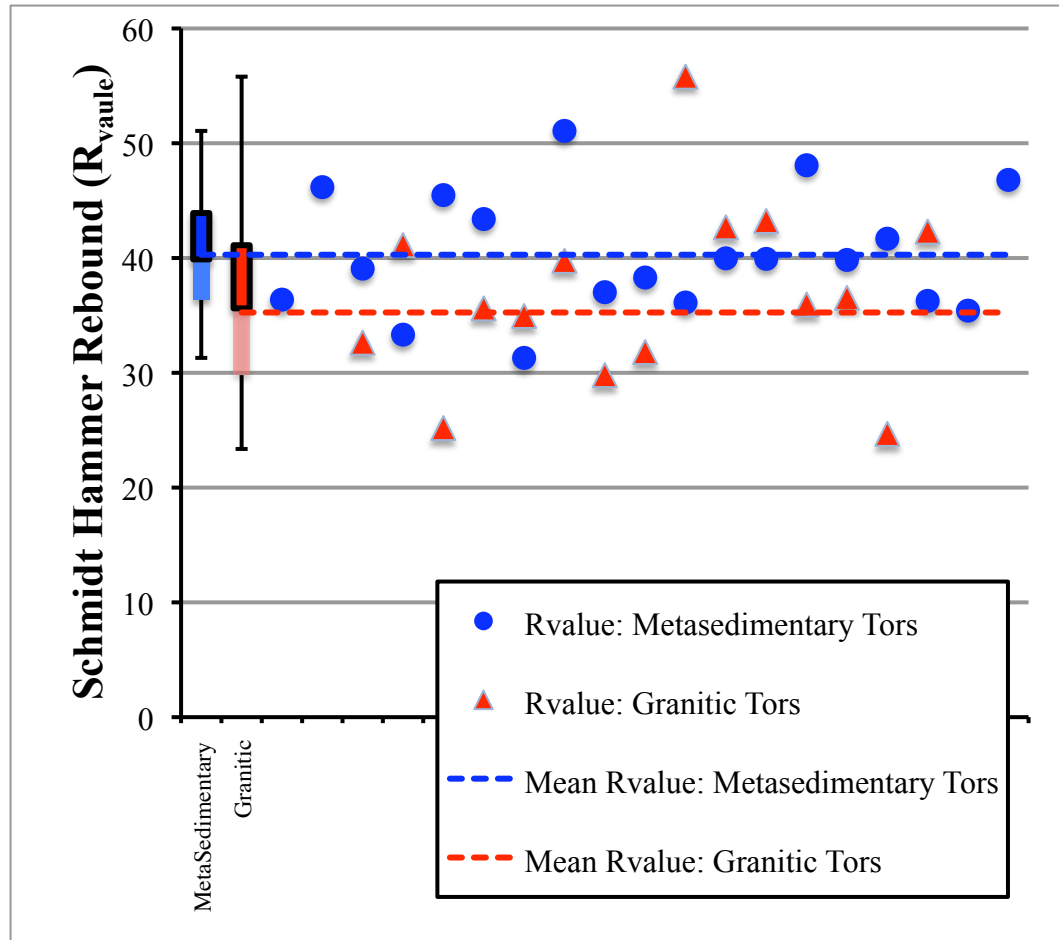 Schmidt Hammer Rebound (Rvaule)
60
50
40
30
20
10
0
MetaSedimentary
Granitic
Rvalue: Metasedimentary Tors
Rvalue: Granitic Tors
Mean Rvalue: Metasedimentary Tors
Mean Rvalue: Granitic Tors